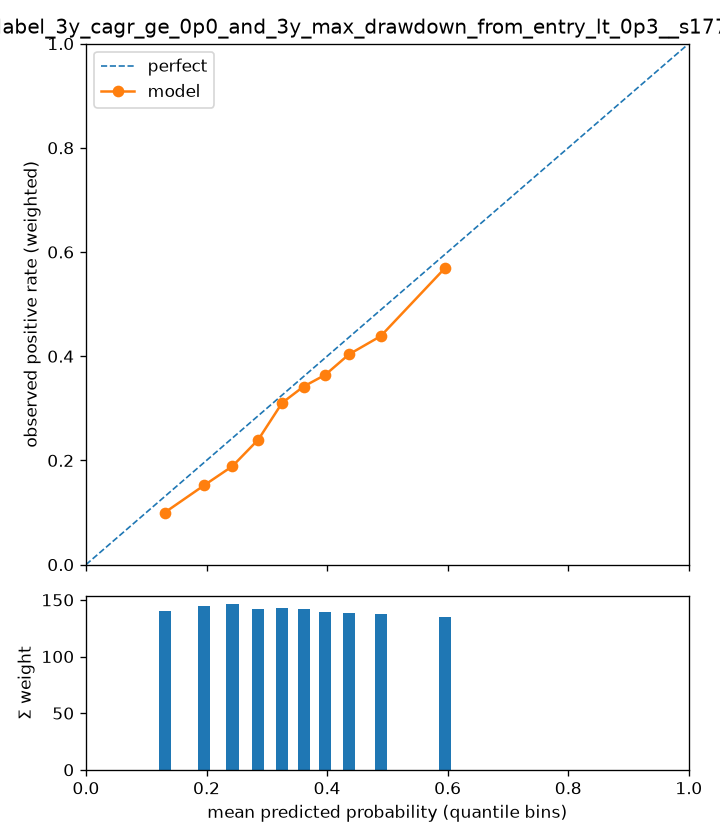 label_3y_cagr_ge_0p0_and_3y_max_drawdown_from_entry_lt_0p3__s177
perfect
model
1.0
0.8
0.6
0.4
0.2
0.0
observed positive rate (weighted)
150
100
50
0
Σ weight
0.0 0.2 0.4 0.6 0.8 1.0
mean predicted probability (quantile bins)